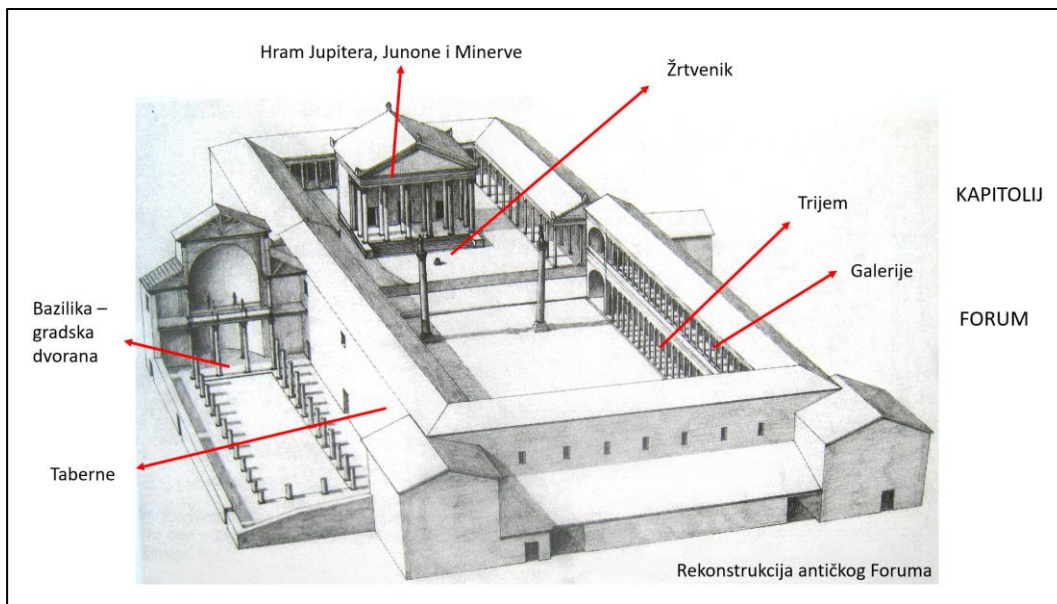 Hram Jupitera, Junone i Minerve
Žrtvenik
KAPITOLIJ
Trijem
Galerije
Bazilika –
gradska
dvorana
FORUM
Taberne
Rekonstrukcija antičkog Foruma